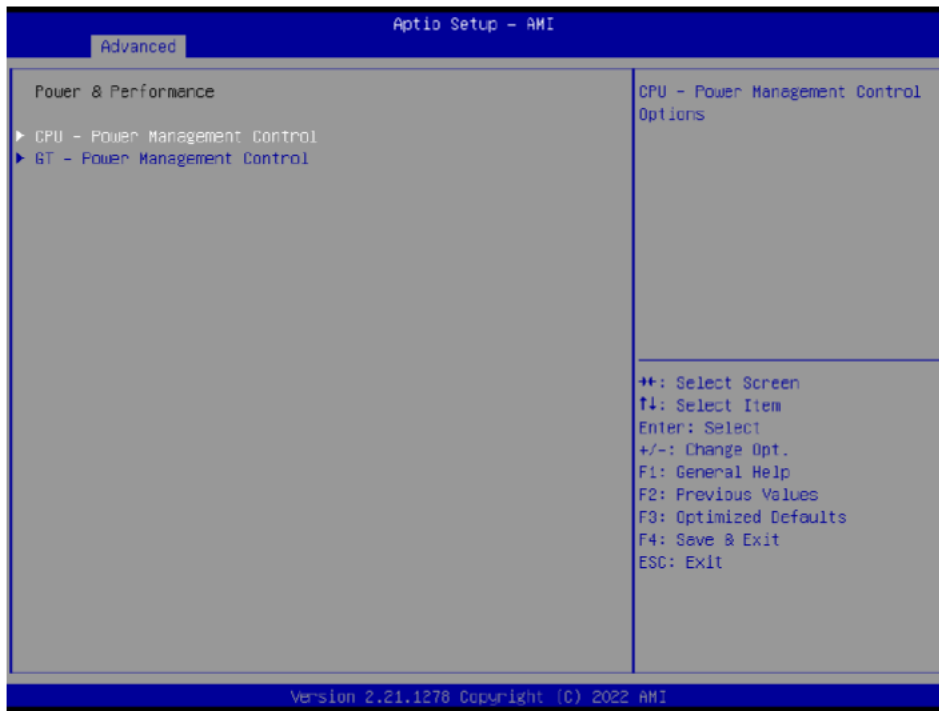 Aptio Setup – AMI
Advanced
Power & Performance
▶ CPU – Power Management Control
▶ GT – Power Management Control
CPU – Power Management Control
Options
→←: Select Screen
↑↓: Select Item
Enter: Select
+/-: Change Opt.
F1: General Help
F2: Previous Values
F3: Optimized Defaults
F4: Save & Exit
ESC: Exit
Version 2.21.1278 Copyright (C) 2022 AMI